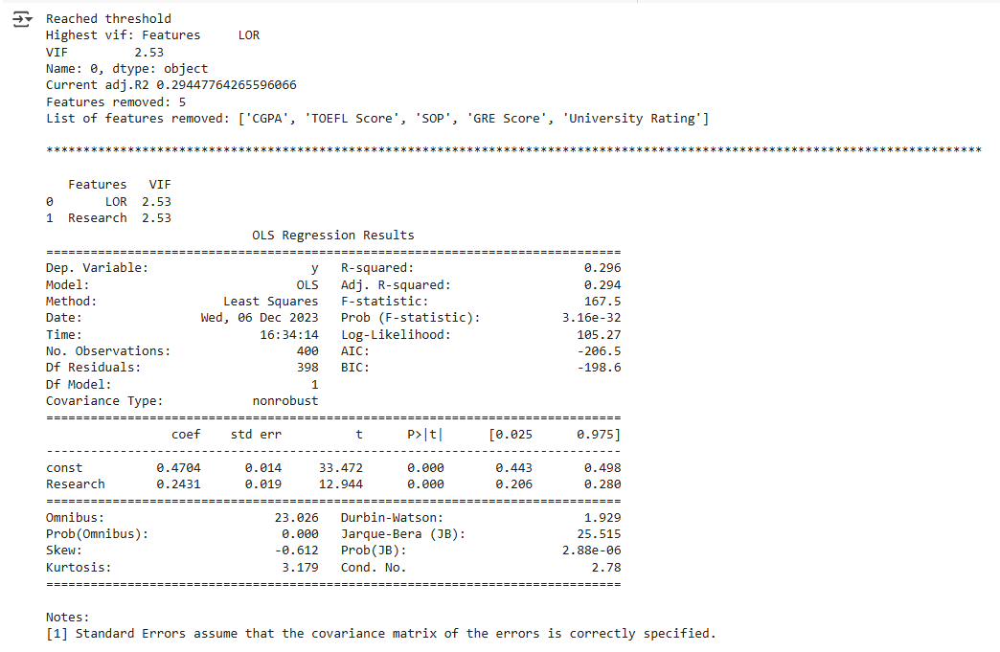 Reached threshold
Highest vif: Features     LOR
VIF         2.53
Name: 0, dtype: object
Current adj.R2 0.29447764265596066
Features removed: 5
List of features removed: ['CGPA', 'TOEFL Score', 'SOP', 'GRE Score', 'University Rating']
*******************************************************************************************************************************
   Features   VIF
0       LOR  2.53
1  Research  2.53
                            OLS Regression Results
==============================================================================
Dep. Variable:                      y   R-squared:                       0.296
Model:                            OLS   Adj. R-squared:                  0.294
Method:                 Least Squares   F-statistic:                     167.5
Date:                Wed, 06 Dec 2023   Prob (F-statistic):           3.16e-32
Time:                        16:34:14   Log-Likelihood:                 105.27
No. Observations:                 400   AIC:                            -206.5
Df Residuals:                     398   BIC:                            -198.6
Df Model:                           1
Covariance Type:            nonrobust
==============================================================================
                 coef    std err          t      P>|t|      [0.025      0.975]
------------------------------------------------------------------------------
const          0.4704      0.014     33.472      0.000       0.443       0.498
Research       0.2431      0.019     12.944      0.000       0.206       0.280
==============================================================================
Omnibus:                       23.026   Durbin-Watson:                   1.929
Prob(Omnibus):                  0.000   Jarque-Bera (JB):               25.515
Skew:                          -0.612   Prob(JB):                     2.88e-06
Kurtosis:                       3.179   Cond. No.                         2.78
==============================================================================
Notes:
[1] Standard Errors assume that the covariance matrix of the errors is correctly specified.